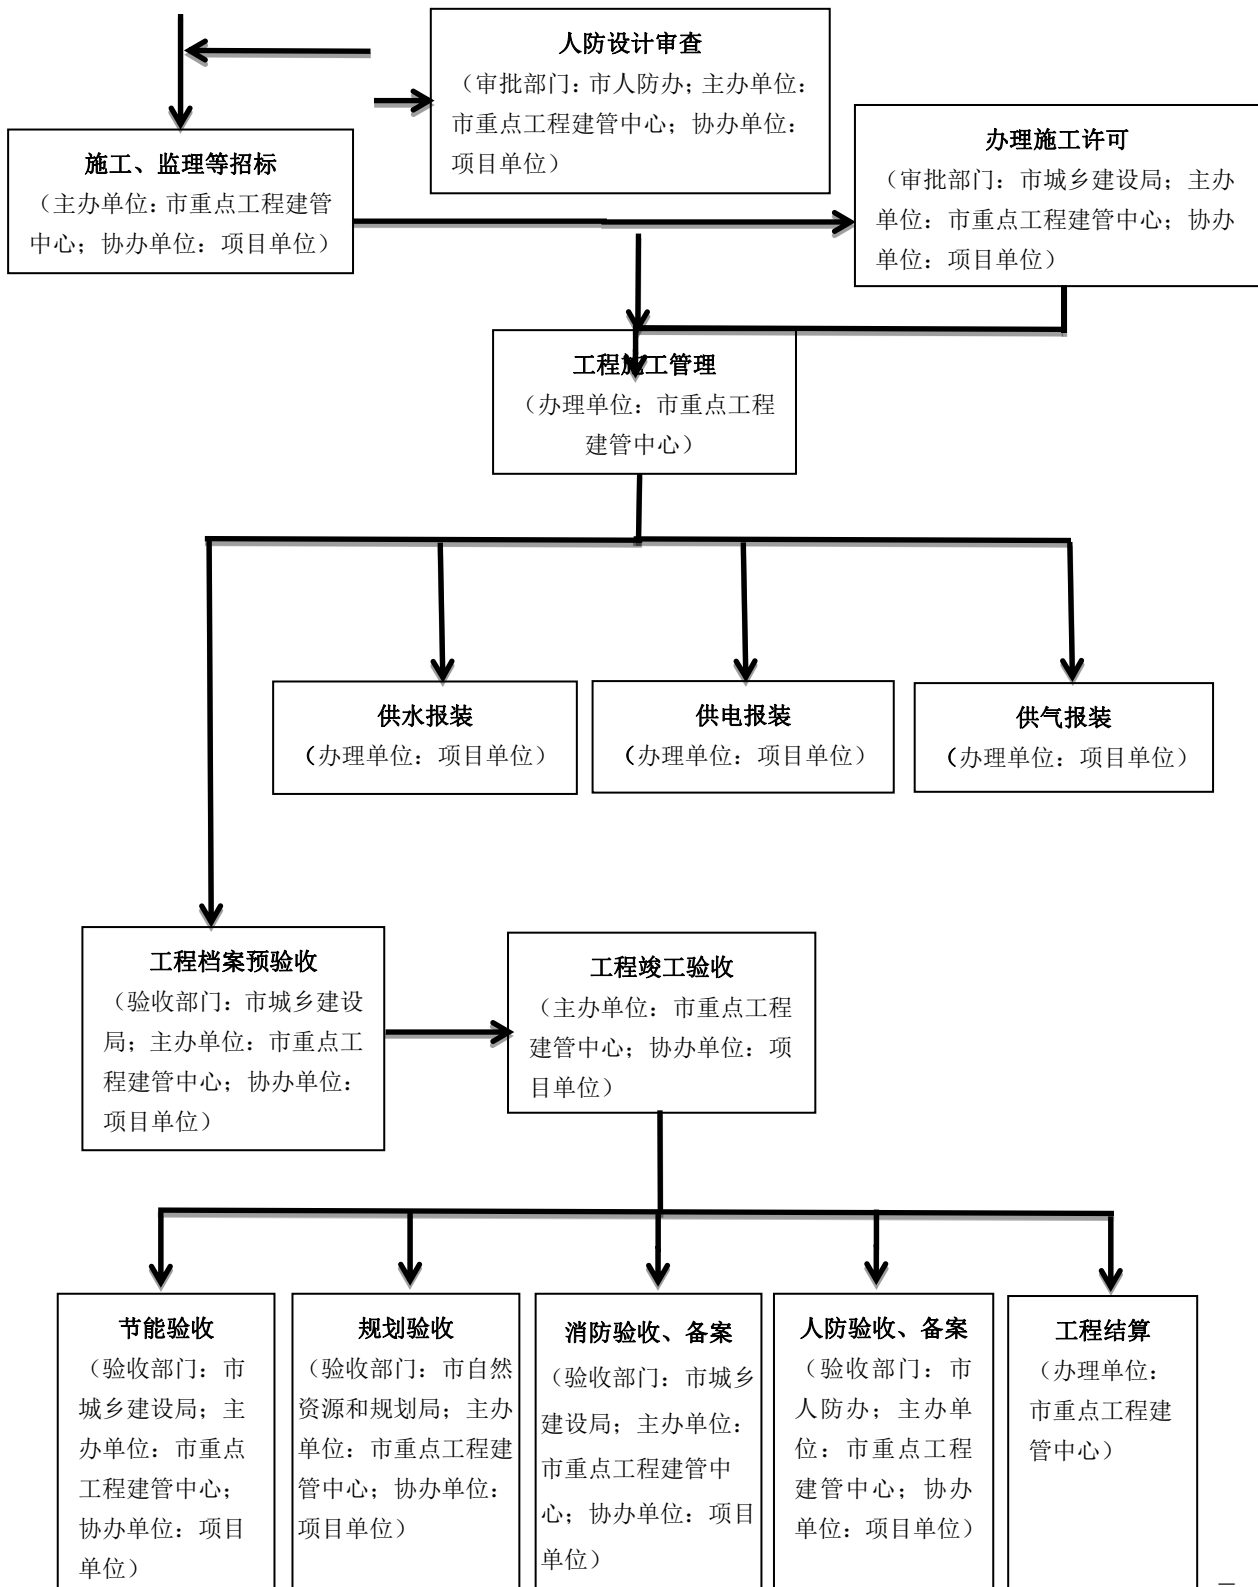 人防设计审查
（审批部门：市人防办；主办单位：
市重点工程建管中心；协办单位：
项目单位）
施工、监理等招标
（主办单位：市重点工程建管
中心；协办单位：项目单位）
办理施工许可
（审批部门：市城乡建设局；主办
单位：市重点工程建管中心；协办
单位：项目单位）
工程施工管理
（办理单位：市重点工程
建管中心）
供水报装
（办理单位：项目单位）
供电报装
（办理单位：项目单位）
供气报装
（办理单位：项目单位）
工程档案预验收
（验收部门：市城乡建设
局；主办单位：市重点工
程建管中心；协办单位：
项目单位）
工程竣工验收
（主办单位：市重点工程
建管中心；协办单位：项
目单位）
节能验收
（验收部门：市
城乡建设局；主
办单位：市重点
工程建管中心；
协办单位：项目
单位）
规划验收
（验收部门：市自然
资源和规划局；主办
单位：市重点工程建
管中心；协办单位：
项目单位）
消防验收、备案
（验收部门：市城乡
建设局；主办单位：
市重点工程建管中
心；协办单位：项目
单位）
人防验收、备案
（验收部门：市
人防办；主办单
位：市重点工程
建管中心；协办
单位：项目单位）
工程结算
（办理单位：
市重点工程建
管中心）